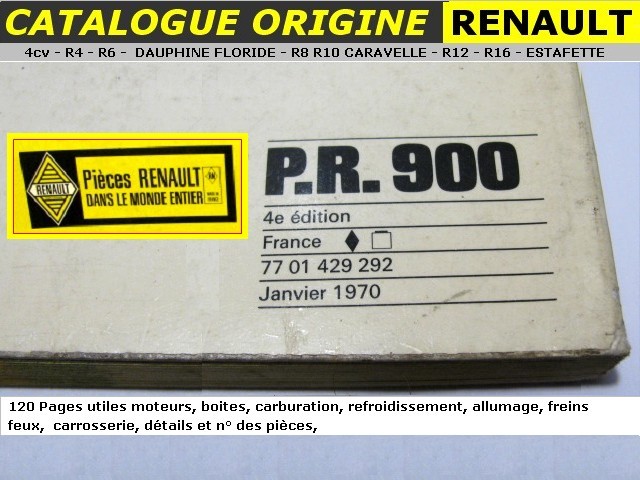 CATALOGUE ORIGINE RENAULT
4cv - R4 - R6 - DAUPHINE FLORIDE - R8 R10 CARAVELLE - R12 - R16 - ESTAFETTE
RENAULT
Pièces RENAULT
DANS LE MONDE ENTIER
P.R. 900
4e édition
France
77 01 429 292
Janvier 1970
120 Pages utiles moteurs, boites, carburation, refroidissement, allumage, freins
feux, carrosserie, détails et n° des pièces,